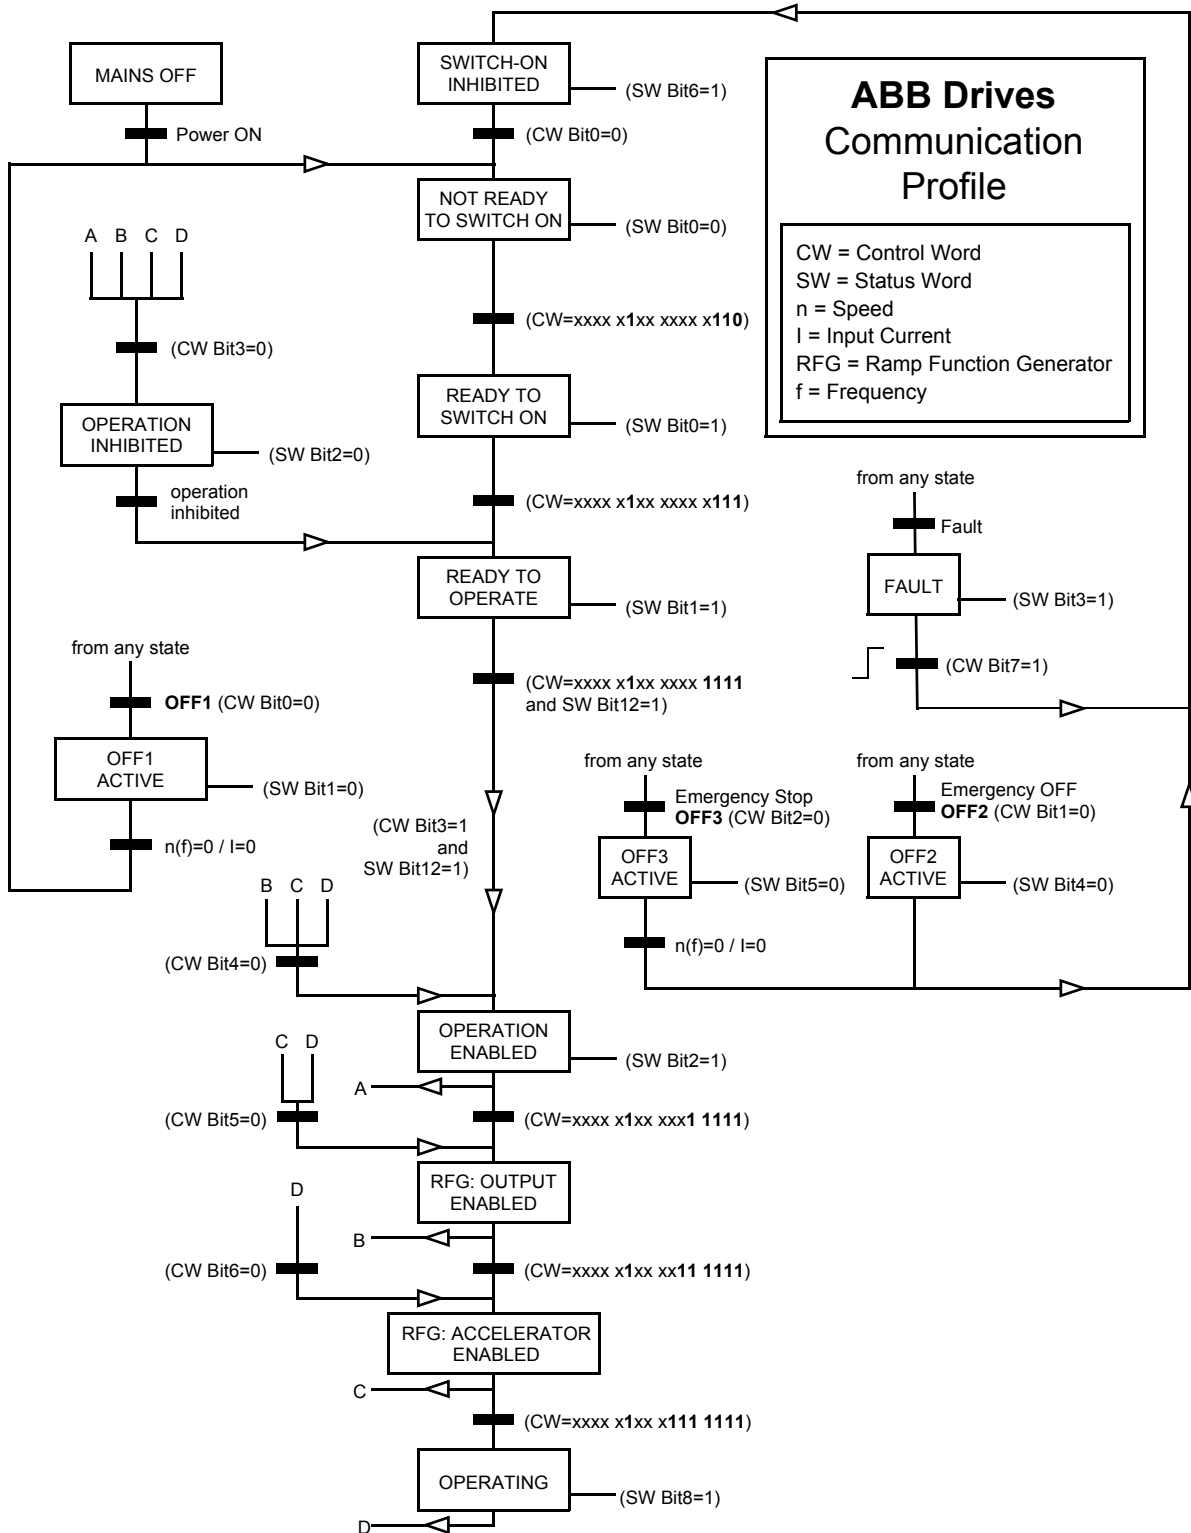 MAINS OFF
Power ON
SWITCH-ON
INHIBITED
(SW Bit6=1)
(CW Bit0=0)
ABB Drives
Communication
Profile
CW = Control Word
SW = Status Word
n = Speed
I = Input Current
RFG = Ramp Function Generator
f = Frequency
NOT READY
TO SWITCH ON
(SW Bit0=0)
A B C D
(CW Bit3=0)
(CW=xxxx x1xx xxxx x110)
OPERATION
INHIBITED
(SW Bit2=0)
operation
inhibited
READY TO
SWITCH ON
(SW Bit0=1)
(CW=xxxx x1xx xxxx x111)
from any state
Fault
FAULT
(SW Bit3=1)
(CW Bit7=1)
READY TO
OPERATE
(SW Bit1=1)
(CW=xxxx x1xx xxxx 1111
and SW Bit12=1)
from any state
OFF1 (CW Bit0=0)
OFF1
ACTIVE
(SW Bit1=0)
n(f)=0 / I=0
(CW Bit3=1
and
SW Bit12=1)
from any state
Emergency Stop
OFF3 (CW Bit2=0)
OFF3
ACTIVE
(SW Bit5=0)
n(f)=0 / I=0
from any state
Emergency OFF
OFF2 (CW Bit1=0)
OFF2
ACTIVE
(SW Bit4=0)
B C D
(CW Bit4=0)
OPERATION
ENABLED
(SW Bit2=1)
C D
A
(CW Bit5=0)
(CW=xxxx x1xx xxx1 1111)
RFG: OUTPUT
ENABLED
D
B
(CW Bit6=0)
(CW=xxxx x1xx xx11 1111)
RFG: ACCELERATOR
ENABLED
C
(CW=xxxx x1xx x111 1111)
OPERATING
(SW Bit8=1)
D